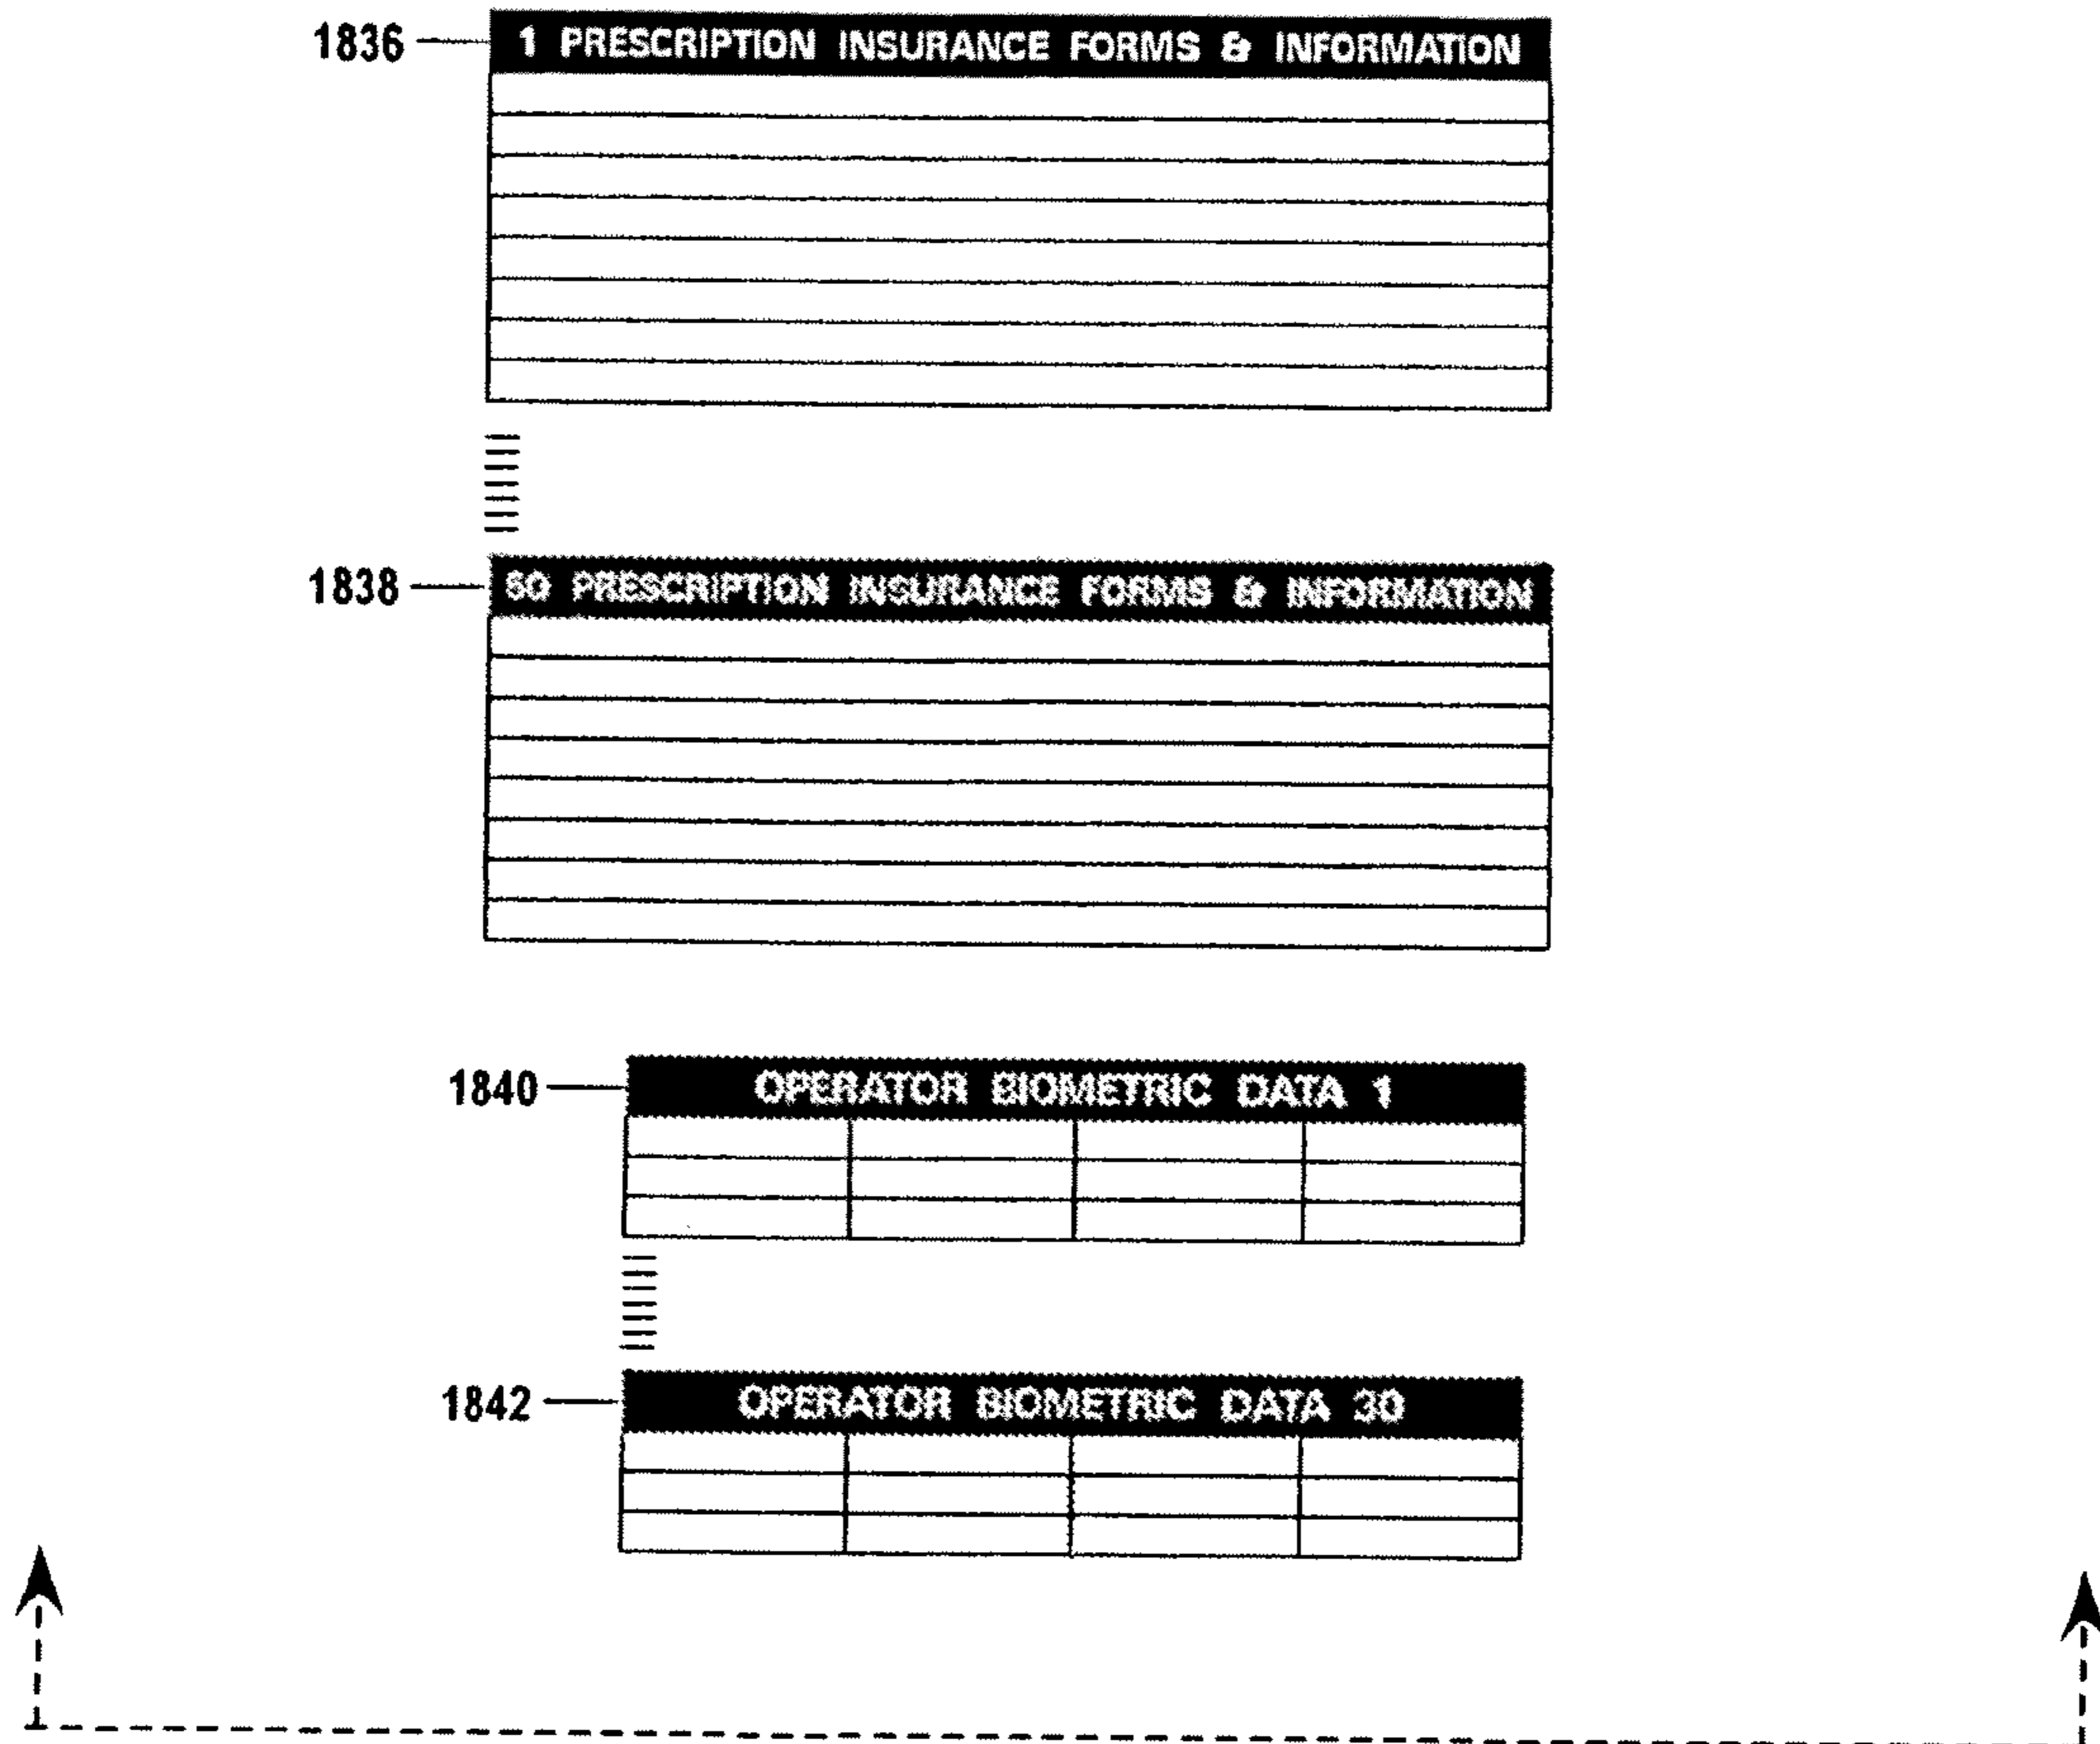 1836 1 PRESCRIPTION INSURANCE FORMS & INFORMATION
1838 60 PRESCRIPTION INSURANCE FORMS & INFORMATION
1840 OPERATOR BIOMETRIC DATA 1
1842 OPERATOR BIOMETRIC DATA 30